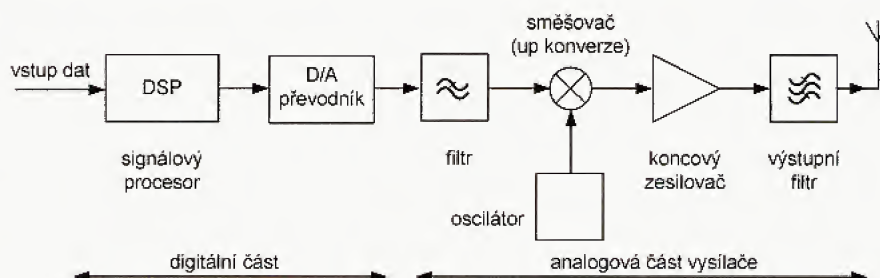 směšovač
(up konverze)
vstup dat
DSP
D/A
převodník
signálový
procesor
filtr
koncový
zesilovač
výstupní
filtr
oscilátor
digitální část
analogová část vysílače